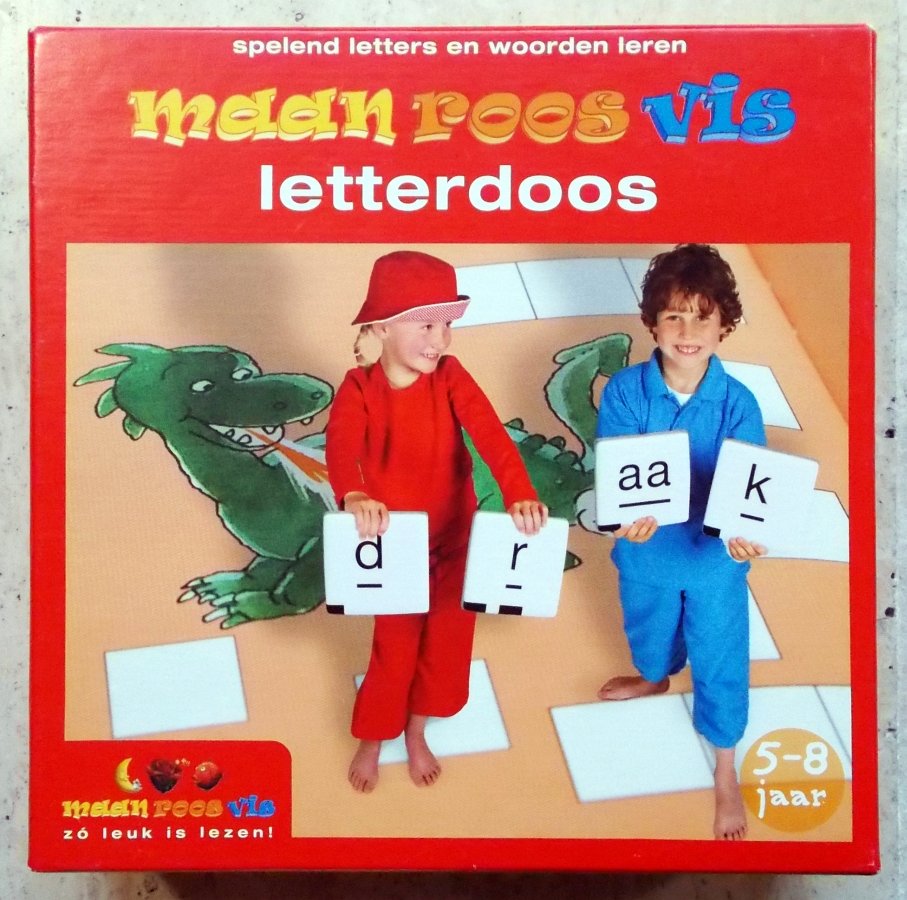 spelend letters en woorden leren
maan roos vis
letterdoos
d r aa k
5-8
jaar
maan roos vis
zó leuk is lezen!